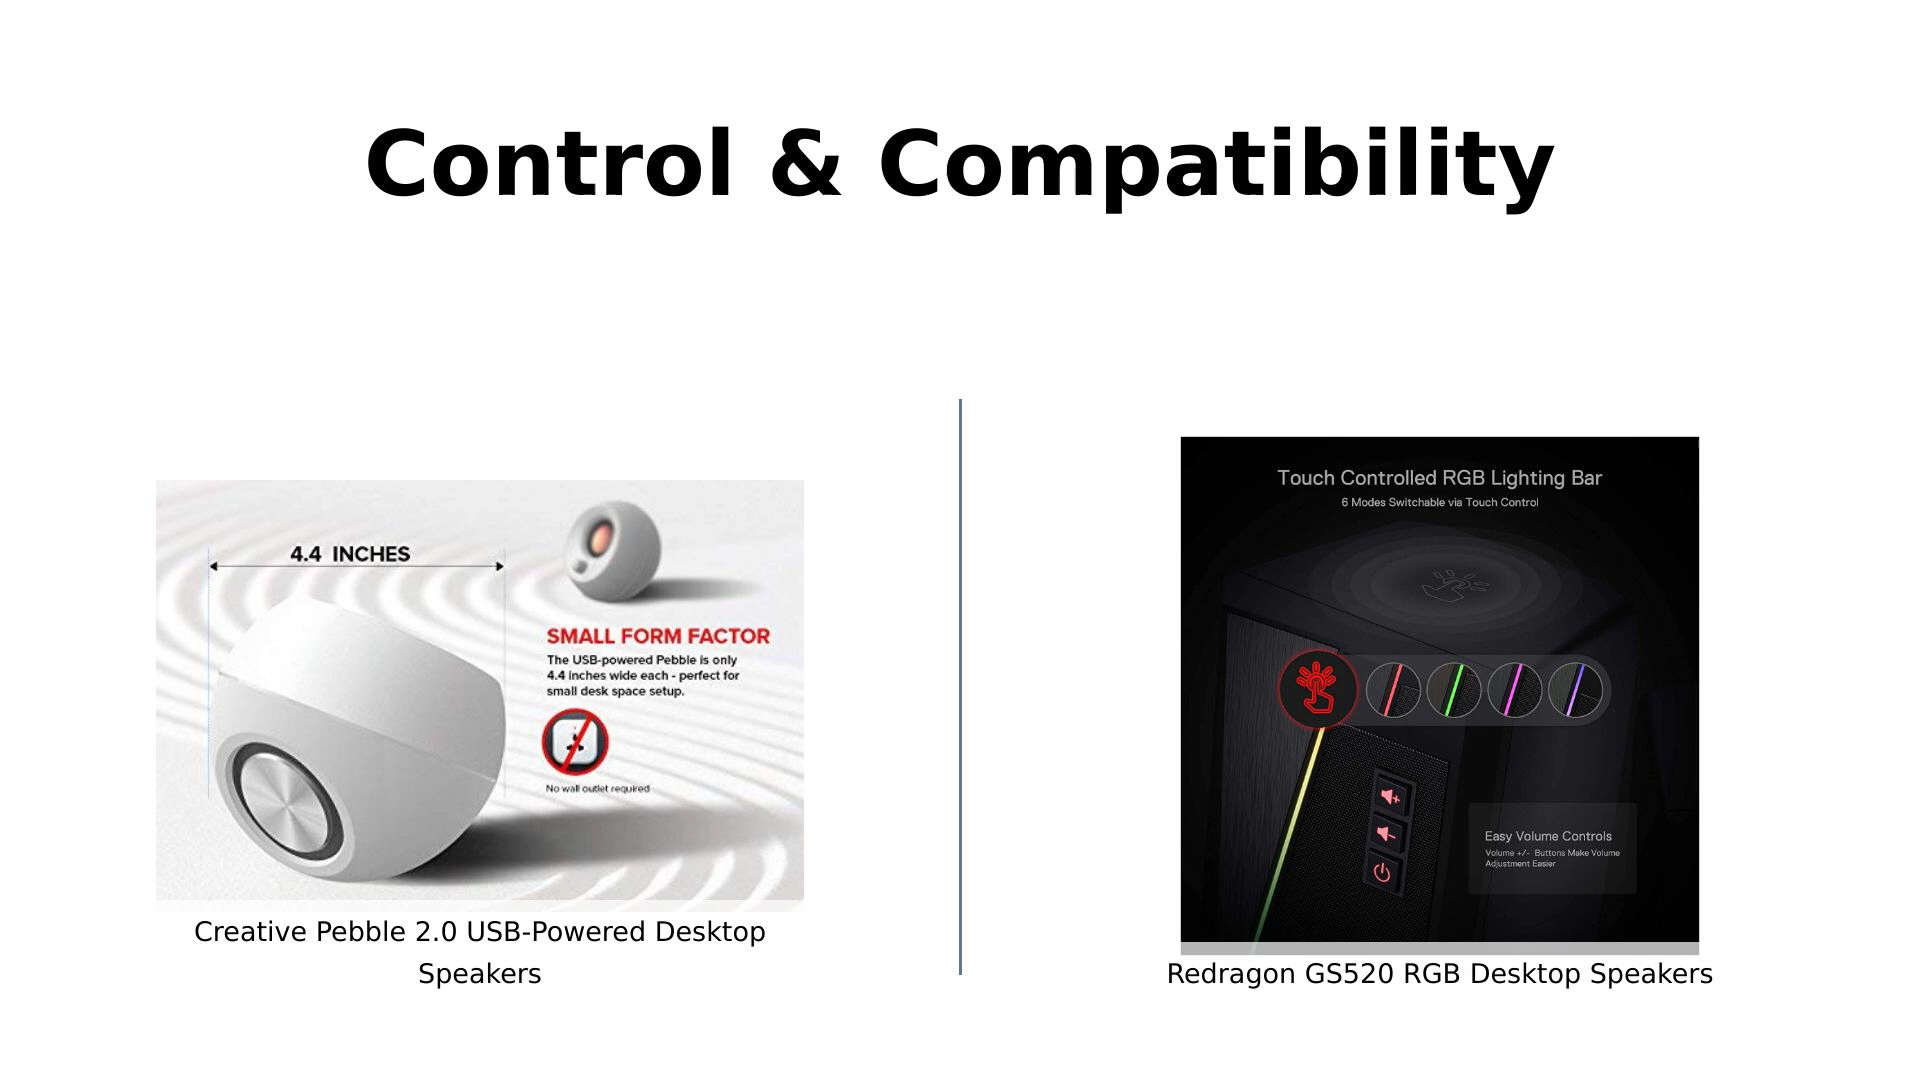 Control & Compatibility
4.4 INCHES
SMALL FORM FACTOR
The USB-powered Pebble is only
4.4 inches wide each - perfect for
small desk space setup.
No wall outlet required
Creative Pebble 2.0 USB-Powered Desktop
Speakers
Touch Controlled RGB Lighting Bar
6 Modes Switchable via Touch Control
Easy Volume Controls
Volume +/- Buttons Make Volume
Adjustment Easier
Redragon GS520 RGB Desktop Speakers